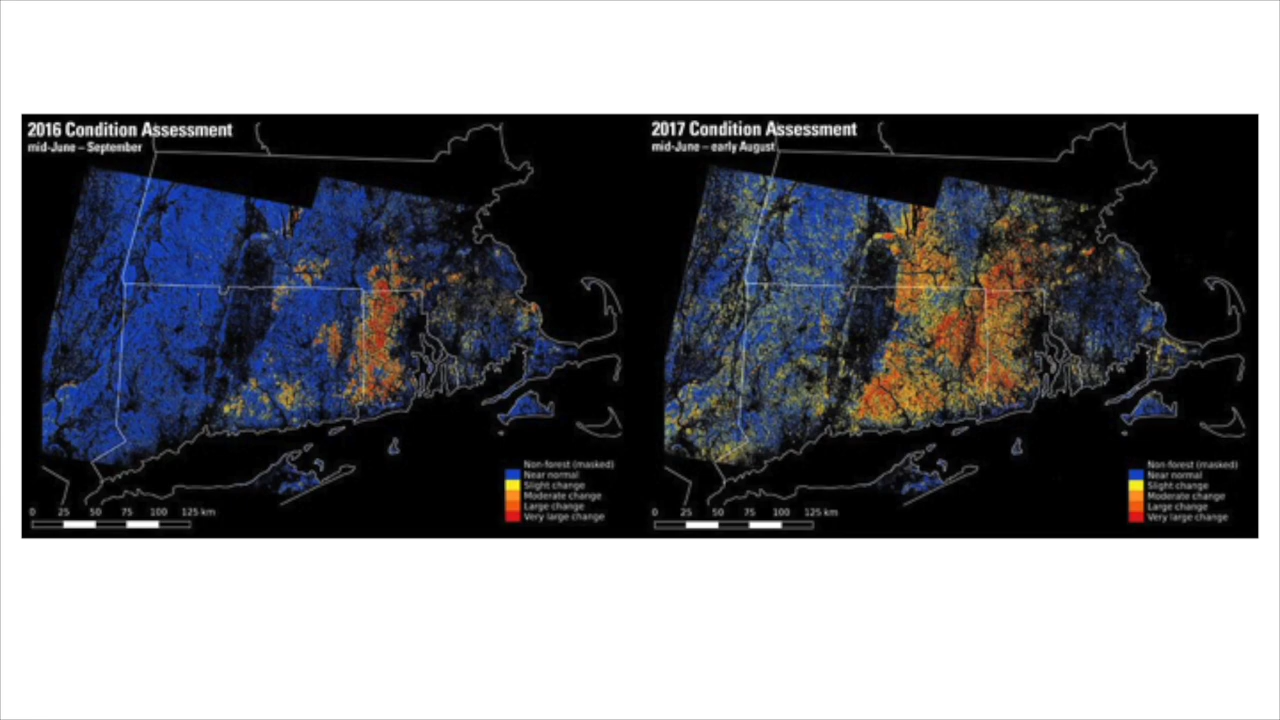 2016 Condition Assessment
mid-June – September
Non-forest (masked)
Near normal
Slight change
Moderate change
Large change
Very large change
0 25 50 75 100 125 km
2017 Condition Assessment
mid-June – early August
Non-forest (masked)
Near normal
Slight change
Moderate change
Large change
Very large change
0 25 50 75 100 125 km